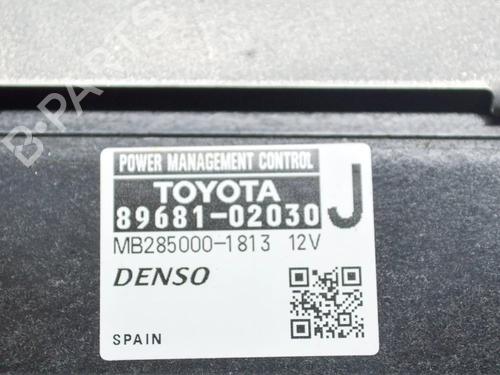 POWER MANAGEMENT CONTROL
TOYOTA
89681-02030
J
MB285000-1813 12V
DENSO
SPAIN
B-PARTS